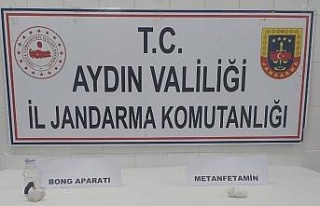 T.C.
AYDIN VALİLİĞİ
İL JANDARMA KOMUTANLIĞI
BONG APARATI
METANFETAMİN